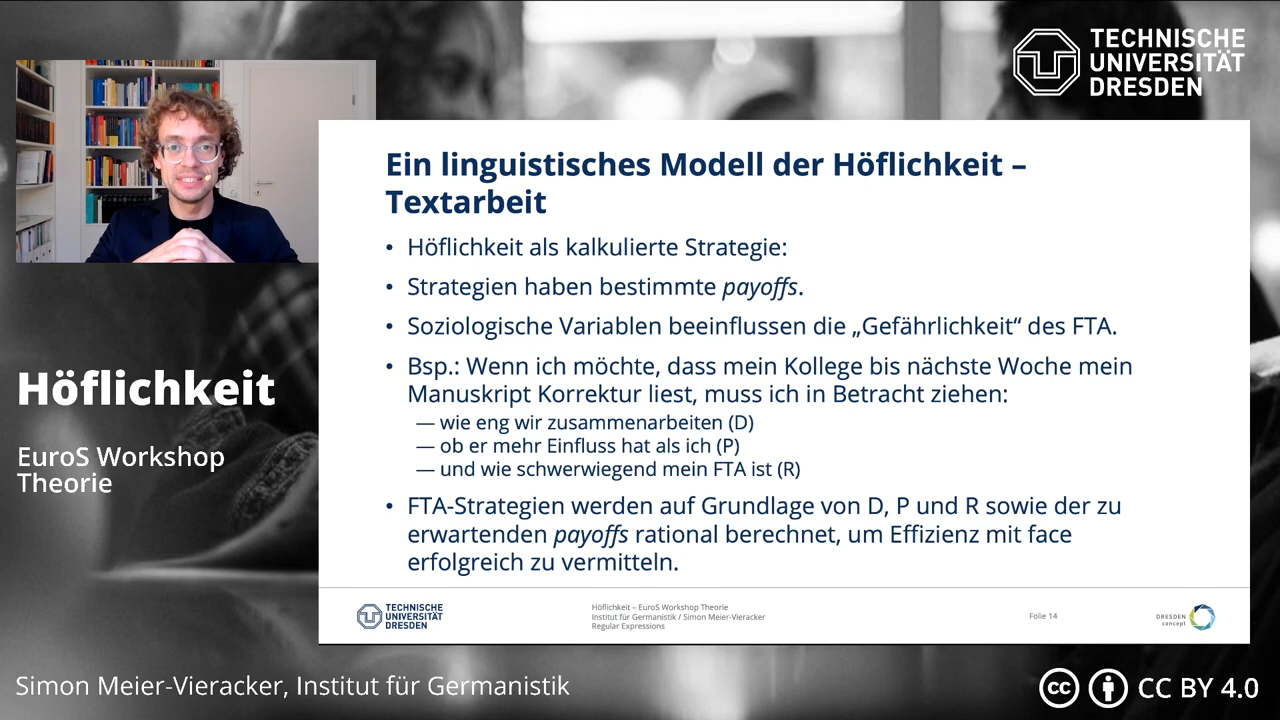 TECHNISCHE
UNIVERSITÄT
DRESDEN
Ein linguistisches Modell der Höflichkeit –
Textarbeit
• Höflichkeit als kalkulierte Strategie:
• Strategien haben bestimmte payoffs.
• Soziologische Variablen beeinflussen die „Gefährlichkeit“ des FTA.
• Bsp.: Wenn ich möchte, dass mein Kollege bis nächste Woche mein
Manuskript Korrektur liest, muss ich in Betracht ziehen:
— wie eng wir zusammenarbeiten (D)
— ob er mehr Einfluss hat als ich (P)
— und wie schwerwiegend mein FTA ist (R)
• FTA-Strategien werden auf Grundlage von D, P und R sowie der zu
erwartenden payoffs rational berechnet, um Effizienz mit face
erfolgreich zu vermitteln.
TECHNISCHE
UNIVERSITÄT
DRESDEN
Höflichkeit – EuroS Workshop Theorie
Institut für Germanistik / Simon Meier-Vieracker
Regular Expressions
Folie 14
DRESDEN
concept
Höflichkeit
EuroS Workshop
Theorie
Simon Meier-Vieracker, Institut für Germanistik
cc
CC BY 4.0